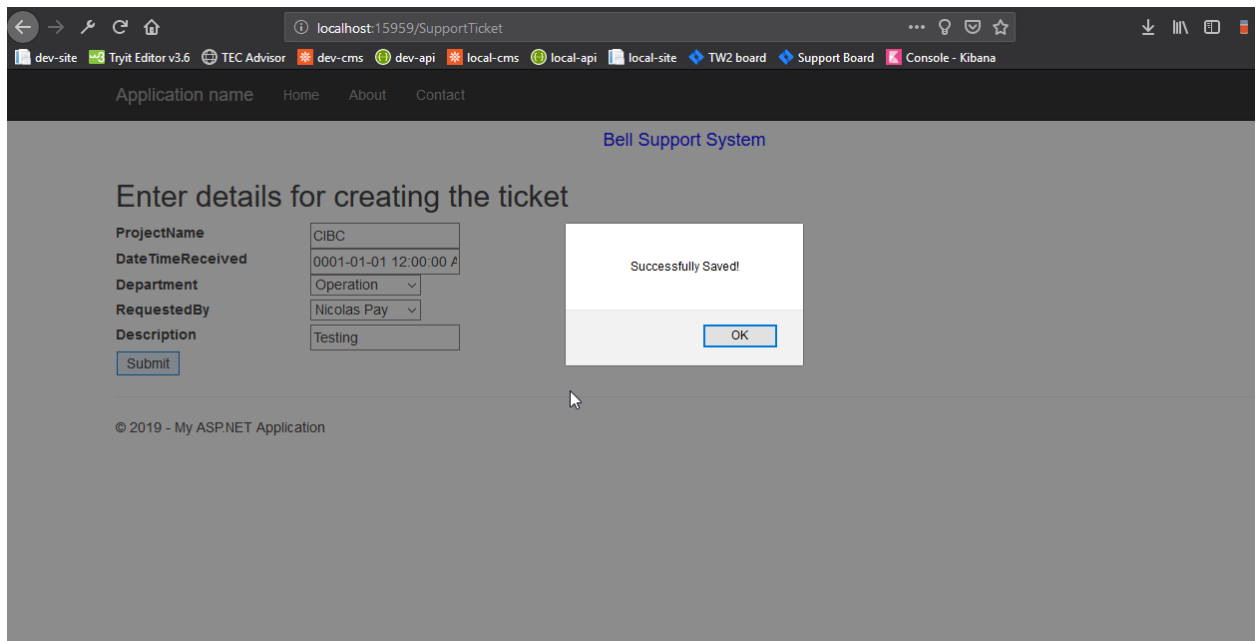 localhost:15959/SupportTicket
dev-site Tryit Editor v3.6 TEC Advisor dev-cms dev-api local-cms local-api local-site TW2 board Support Board Console - Kibana
Application name Home About Contact
Bell Support System
Enter details for creating the ticket
ProjectName CIBC
DateTimeReceived 0001-01-01 12:00:00 A
Department Operation
RequestedBy Nicolas Pay
Description Testing
Submit
Successfully Saved!
OK
© 2019 - My ASP.NET Application